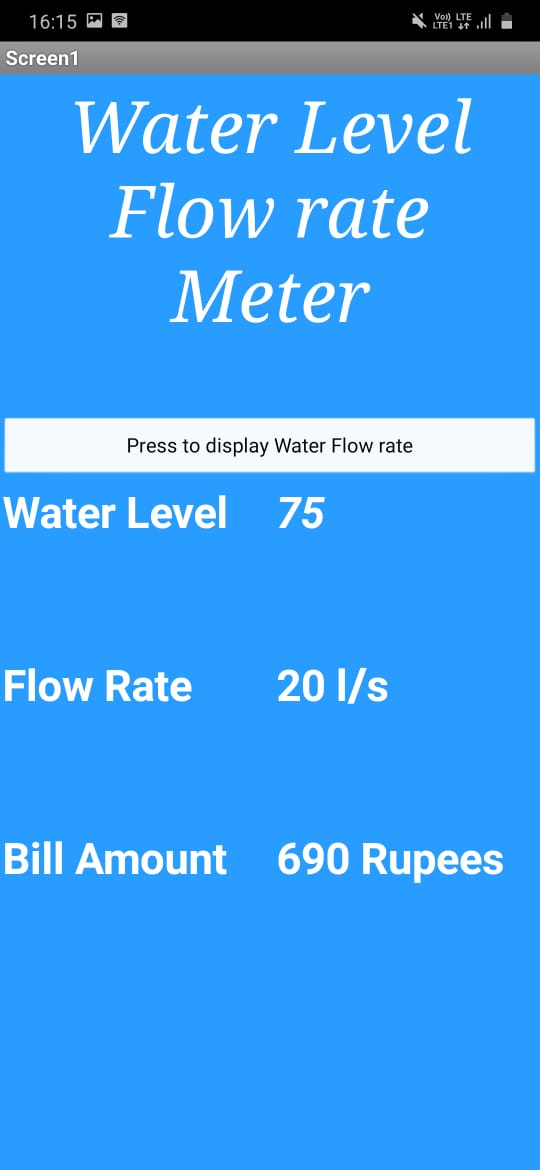 16:15 Vo)) LTE LTE1
Screen1
Water Level
Flow rate
Meter
Press to display Water Flow rate
Water Level 75
Flow Rate 20 l/s
Bill Amount 690 Rupees